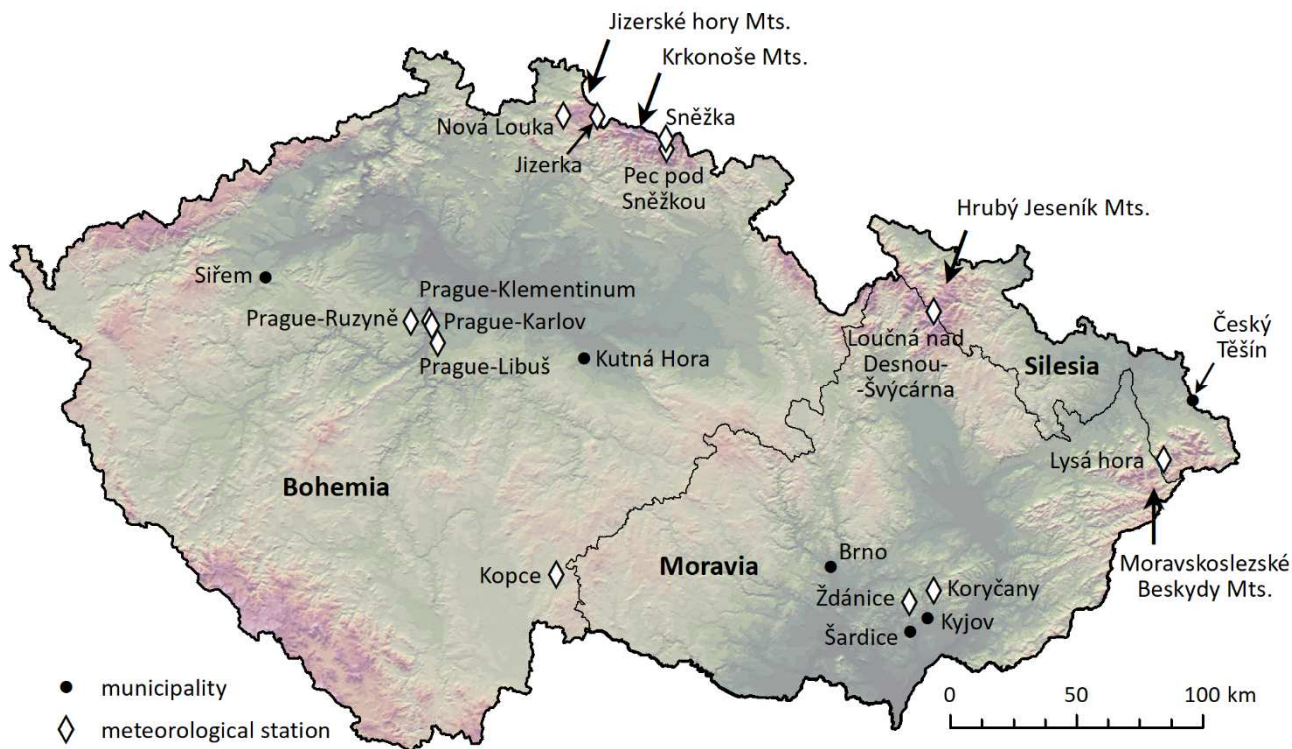 Jizerské hory Mts.
Krkonoše Mts.
Sněžka
Nová Louka
Jizerka
Pec pod
Sněžkou
Hrubý Jeseník Mts.
Siřem
Prague-Klementinum
Prague-Ruzyně
Prague-Karlov
Prague-Libuš
Kutná Hora
Loučná nad
Desnou-
-Švýcárna
Silesia
Český
Těšín
Lysá hora
Bohemia
Moravia
Brno
Moravskoslezské
Beskydy Mts.
Kopce
Ždánice
Koryčany
Kyjov
Šardice
municipality
meteorological station
0 50 100 km